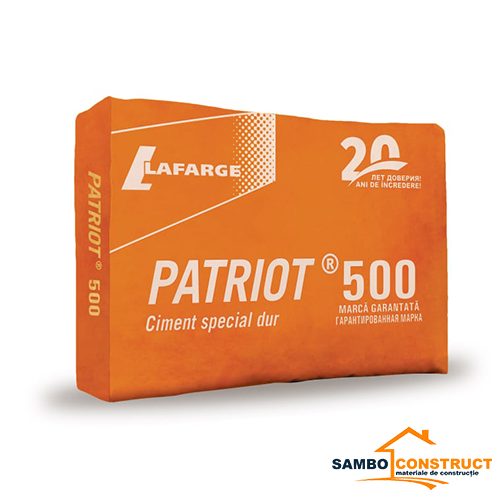 LAFARGE
20
ЛЕТ ДОВЕРИЯ!
ANI DE ÎNCREDERE!
PATRIOT ® 500
PATRIOT ® 500
Ciment special dur
MARCĂ GARANTATĂ
ГАРАНТИРОВАННАЯ МАРКА
SAMBO CONSTRUCT
materiale de construcție